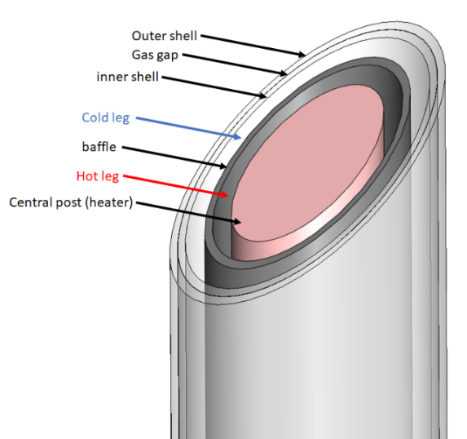 Outer shell
Gas gap
inner shell
Cold leg
baffle
Hot leg
Central post (heater)